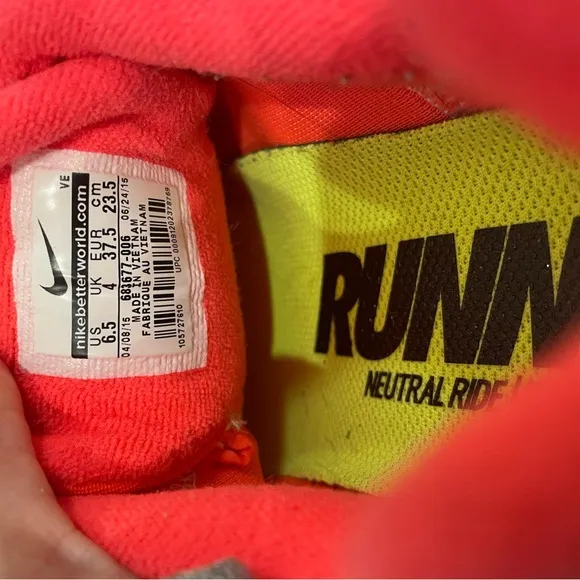 nikebetterworld.com
US UK EUR cm
6.5 4 37.5 23.5
VE
04/08/15 06/24/15
683677-006
MADE IN VIETNAM
FABRIQUE AU VIETNAM
105727610
RUNN
NEUTRAL RIDE